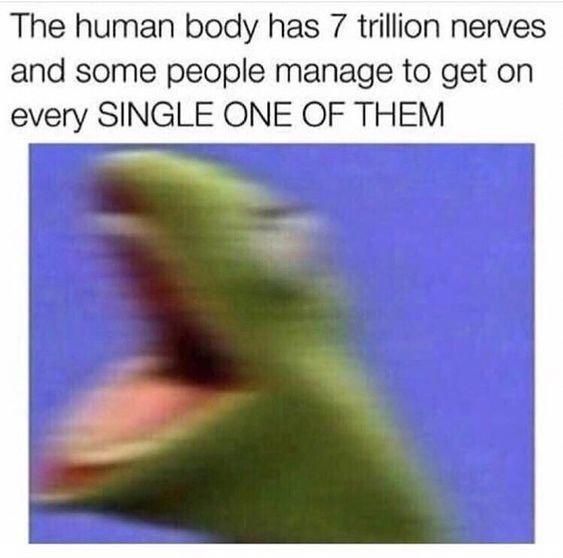 The human body has 7 trillion nerves
and some people manage to get on
every SINGLE ONE OF THEM